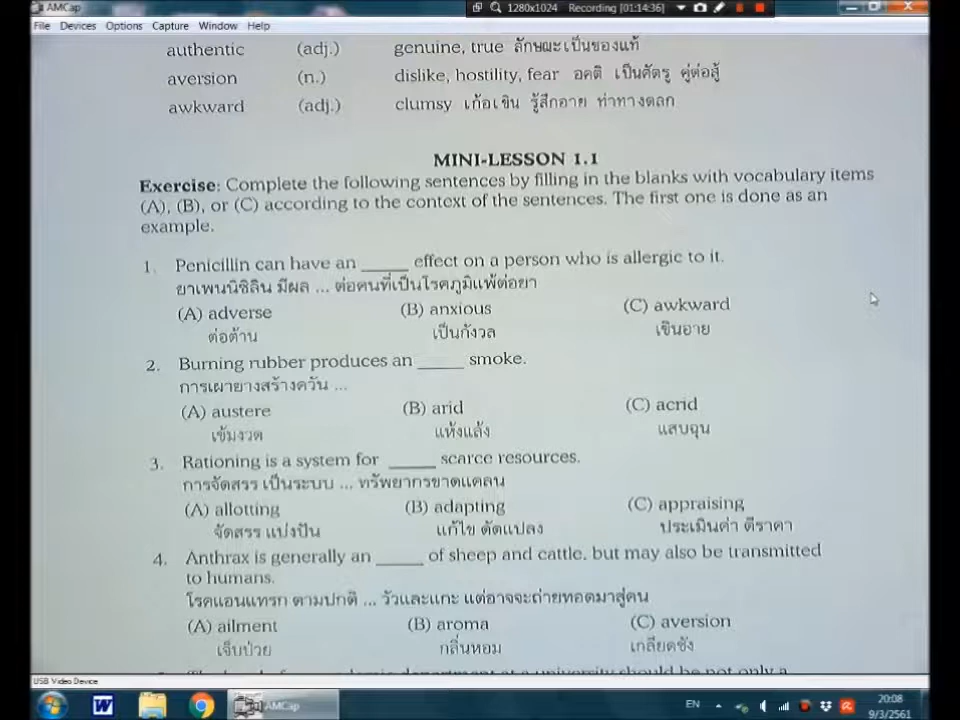 AMCap
1280x1024 Recording [01:14:36]
File Devices Options Capture Window Help
authentic (adj.) genuine, true ลักษณะเป็นของแท้
aversion (n.) dislike, hostility, fear อคติ เป็นศัตรู คู่ต่อสู้
awkward (adj.) clumsy เก้อเขิน รู้สึกอาย ท่าทางตลก
MINI-LESSON 1.1
Exercise: Complete the following sentences by filling in the blanks with vocabulary items
(A), (B), or (C) according to the context of the sentences. The first one is done as an
example.
1. Penicillin can have an _____ effect on a person who is allergic to it.
ยาเพนนิซิลิน มีผล ... ต่อคนที่เป็นโรคภูมิแพ้ต่อยา
(A) adverse (B) anxious (C) awkward
ต่อต้าน เป็นกังวล เขินอาย
2. Burning rubber produces an _____ smoke.
การเผายางสร้างควัน ...
(A) austere (B) arid (C) acrid
เข้มงวด แห้งแล้ง แสบฉุน
3. Rationing is a system for _____ scarce resources.
การจัดสรร เป็นระบบ ... ทรัพยากรขาดแคลน
(A) allotting (B) adapting (C) appraising
จัดสรร แบ่งปัน แก้ไข ดัดแปลง ประเมินค่า ตีราคา
4. Anthrax is generally an _____ of sheep and cattle, but may also be transmitted
to humans.
โรคแอนแทรก ตามปกติ ... วัวและแกะ แต่อาจจะถ่ายทอดมาสู่คน
(A) ailment (B) aroma (C) aversion
เจ็บป่วย กลิ่นหอม เกลียดชัง
USB Video Device
AMCap EN 20:08
9/3/2561